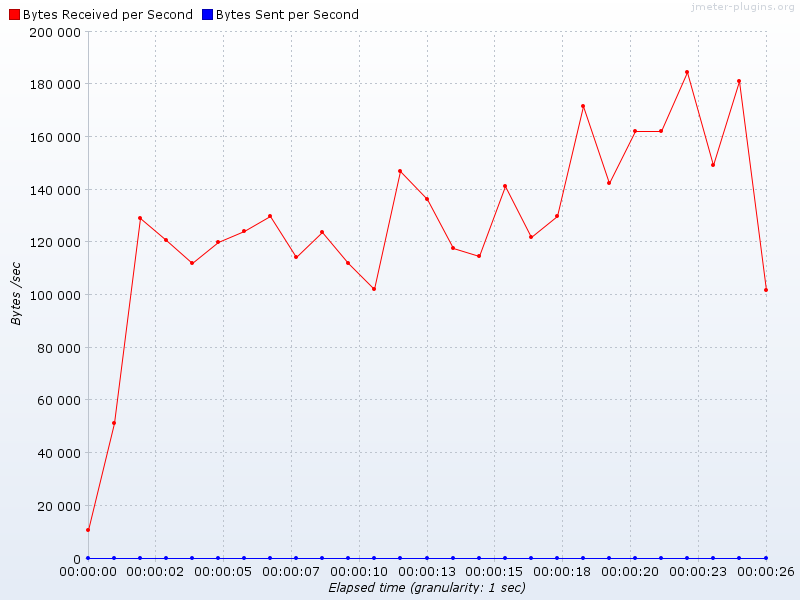 jmeter-plugins.org
Bytes Received per Second Bytes Sent per Second
200 000
180 000
160 000
140 000
120 000
100 000
80 000
60 000
40 000
20 000
0
Bytes /sec
00:00:00 00:00:02 00:00:05 00:00:07 00:00:10 00:00:13 00:00:15 00:00:18 00:00:20 00:00:23 00:00:26
Elapsed time (granularity: 1 sec)